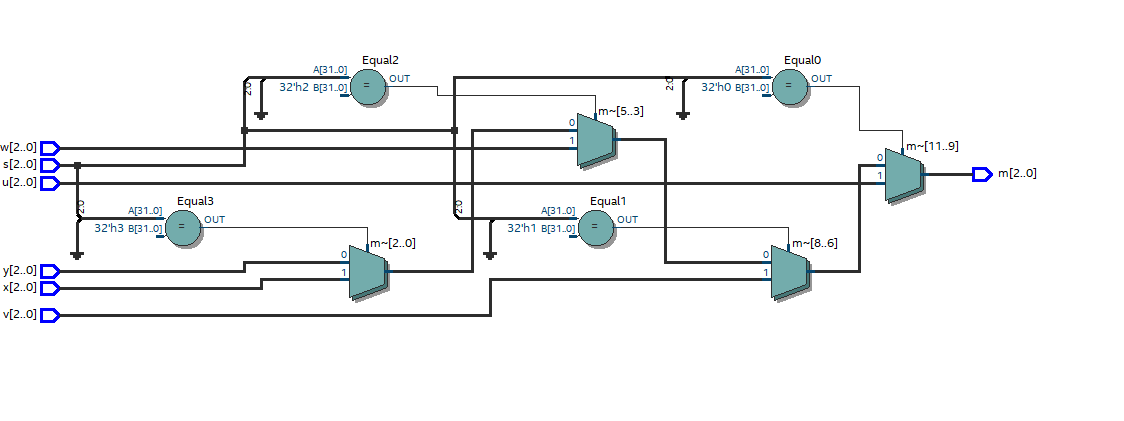 Equal2
Equal0
A[31..0]
2:0
32'h2 B[31..0]
OUT
A[31..0]
2:0
32'h0 B[31..0]
OUT
m~[5..3]
0
1
w[2..0]
s[2..0]
u[2..0]
m~[11..9]
0
1
m[2..0]
Equal3
Equal1
2:0
A[31..0]
32'h3 B[31..0]
OUT
2:0
A[31..0]
32'h1 B[31..0]
OUT
m~[2..0]
0
1
m~[8..6]
0
1
y[2..0]
x[2..0]
v[2..0]
=
=
=
=